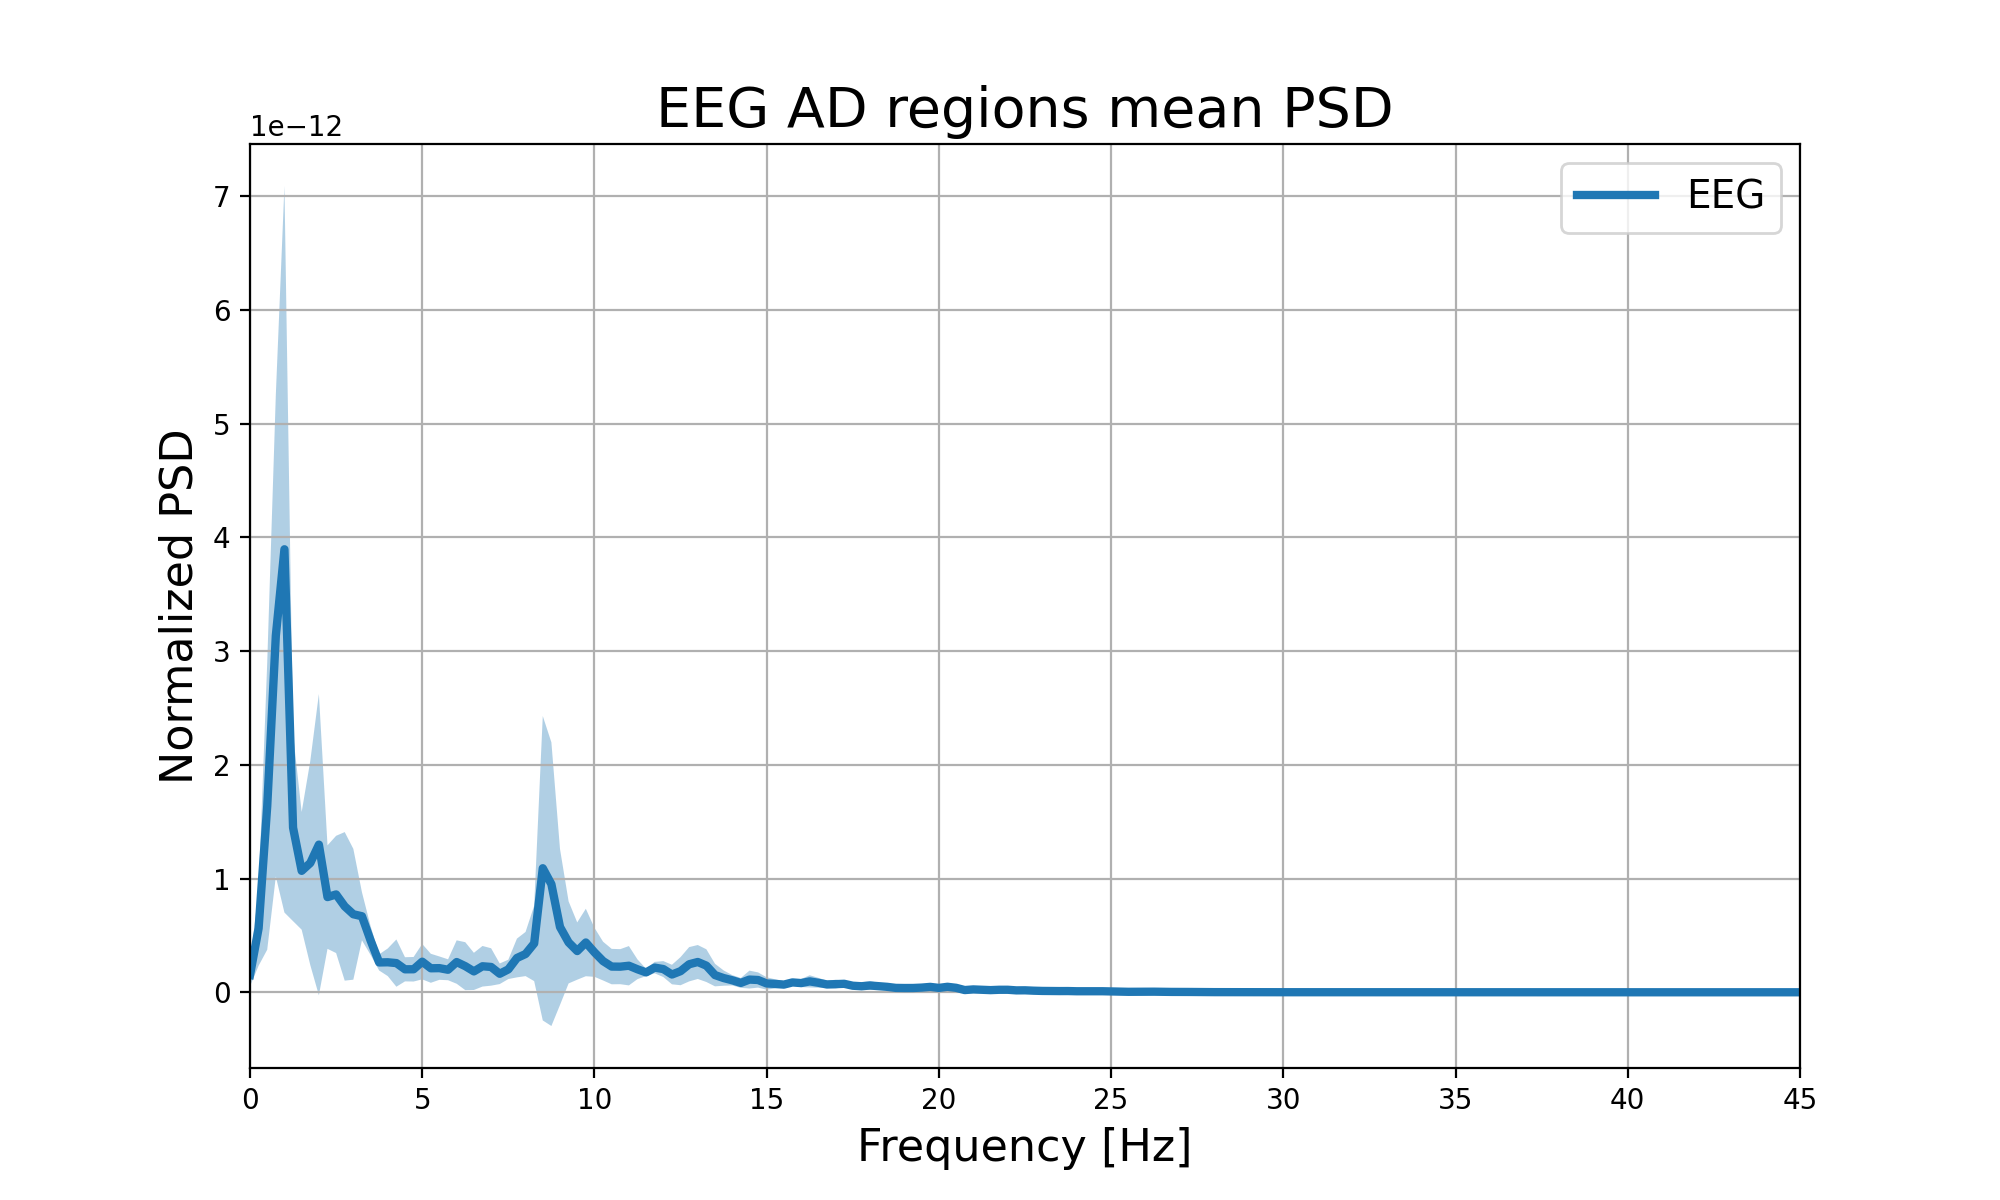 EEG AD regions mean PSD
1e−12
EEG
7
6
5
4
3
2
1
0
Normalized PSD
0 5 10 15 20 25 30 35 40 45
Frequency [Hz]